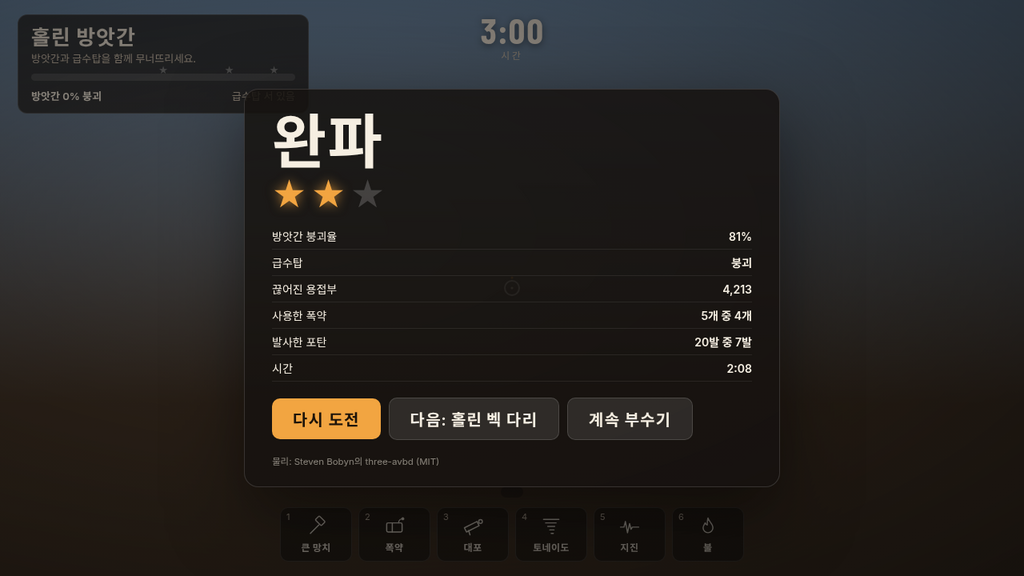 홀린 방앗간
방앗간과 급수탑을 함께 무너뜨리세요.
방앗간 0% 붕괴
3:00
시간
완파
방앗간 붕괴율 81%
급수탑 붕괴
끊어진 용접부 4,213
사용한 폭약 5개 중 4개
발사한 포탄 20발 중 7발
시간 2:08
다시 도전
다음: 홀린 벡 다리
계속 부수기
물리: Steven Bobyn의 three-avbd (MIT)
1 큰 망치
2 폭약
3 대포
4 토네이도
5 지진
6 불